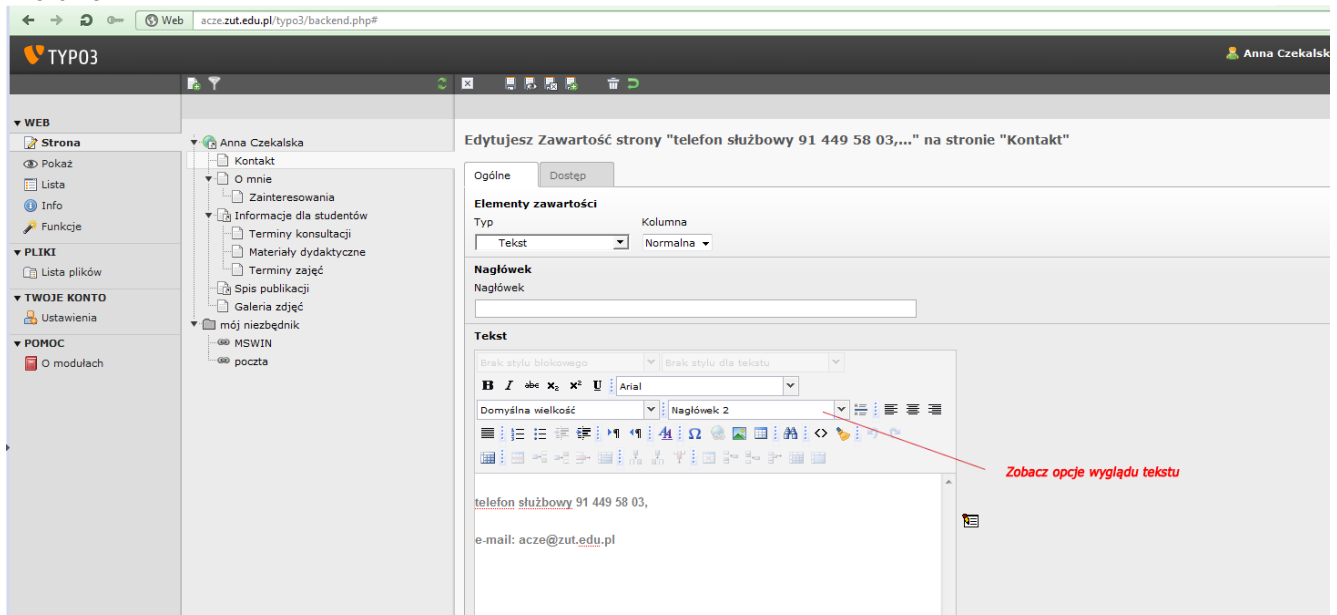 Web acze.zut.edu.pl/typo3/backend.php#
TYPO3
Anna Czekalsk
WEB
Strona
Pokaż
Lista
Info
Funkcje
PLIKI
Lista plików
TWOJE KONTO
Ustawienia
POMOC
O modułach
Anna Czekalska
Kontakt
O mnie
Zainteresowania
Informacje dla studentów
Terminy konsultacji
Materiały dydaktyczne
Terminy zajęć
Spis publikacji
Galeria zdjęć
mój niezbędnik
MSWIN
poczta
Edytujesz Zawartość strony "telefon służbowy 91 449 58 03,..." na stronie "Kontakt"
Ogólne Dostęp
Elementy zawartości
Typ Kolumna
Tekst Normalna
Nagłówek
Nagłówek
Tekst
Brak stylu blokowego Brak stylu dla tekstu
B I abc x₂ x² U Arial
Domyślna wielkość Nagłówek 2
Zobacz opcje wyglądu tekstu
telefon służbowy 91 449 58 03,
e-mail: acze@zut.edu.pl